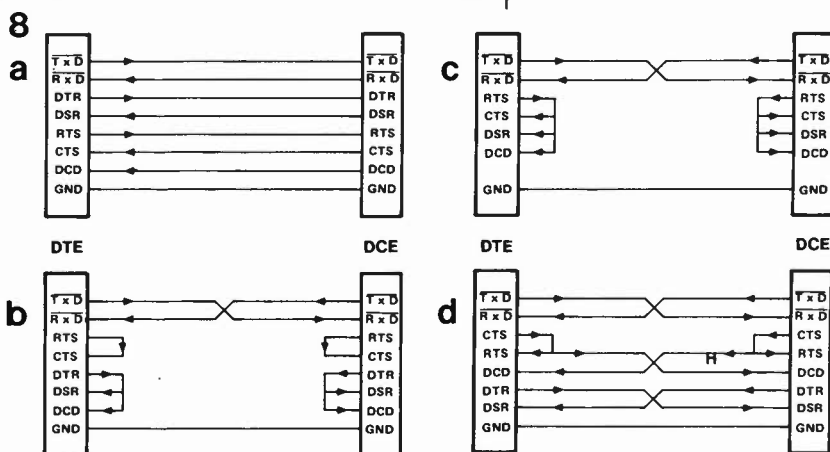 8
a
TxD TxD
RxD RxD
DTR DTR
DSR DSR
RTS RTS
CTS CTS
DCD DCD
GND GND
DTE DCE
c
TxD TxD
RxD RxD
RTS RTS
CTS CTS
DSR DSR
DCD DCD
GND GND
DTE DCE
b
TxD TxD
RxD RxD
RTS RTS
CTS CTS
DTR DTR
DSR DSR
DCD DCD
GND GND
d
TxD TxD
RxD RxD
CTS CTS
RTS H RTS
DCD DCD
DTR DTR
DSR DSR
GND GND